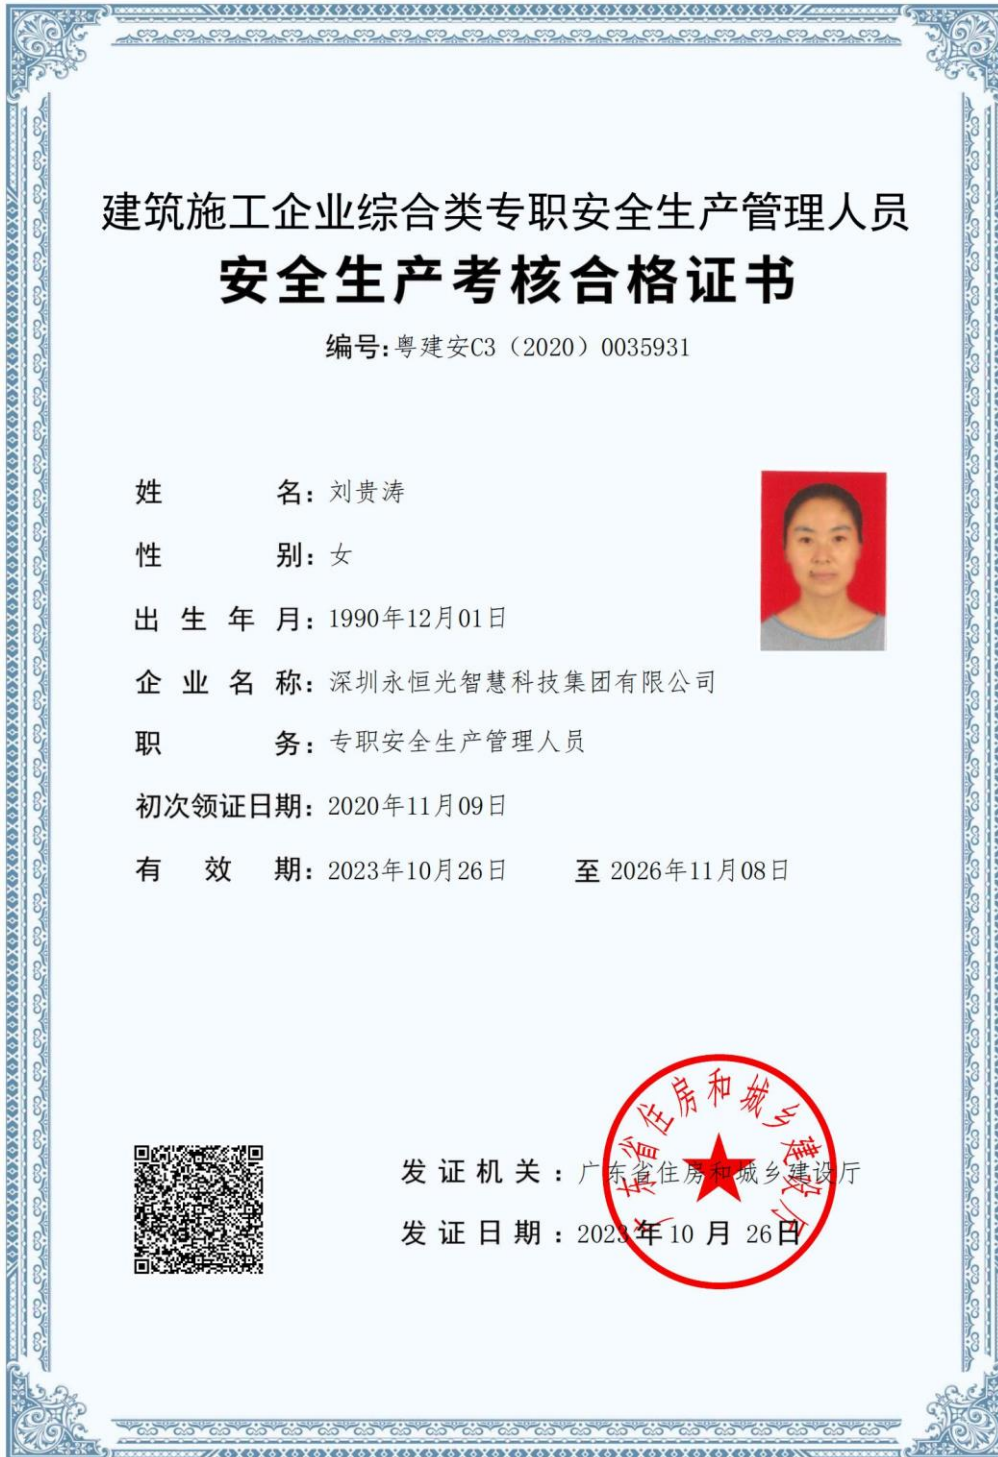 建筑施工企业综合类专职安全生产管理人员
安全生产考核合格证书
编号:粤建安C3（2020）0035931
姓名：刘贵涛
性别：女
出生年月：1990年12月01日
企业名称：深圳永恒光智慧科技集团有限公司
职务：专职安全生产管理人员
初次领证日期：2020年11月09日
有效期：2023年10月26日 至 2026年11月08日
广东省住房和城乡建设厅
发证机关：广东省住房和城乡建设厅
发证日期：2023年10月26日